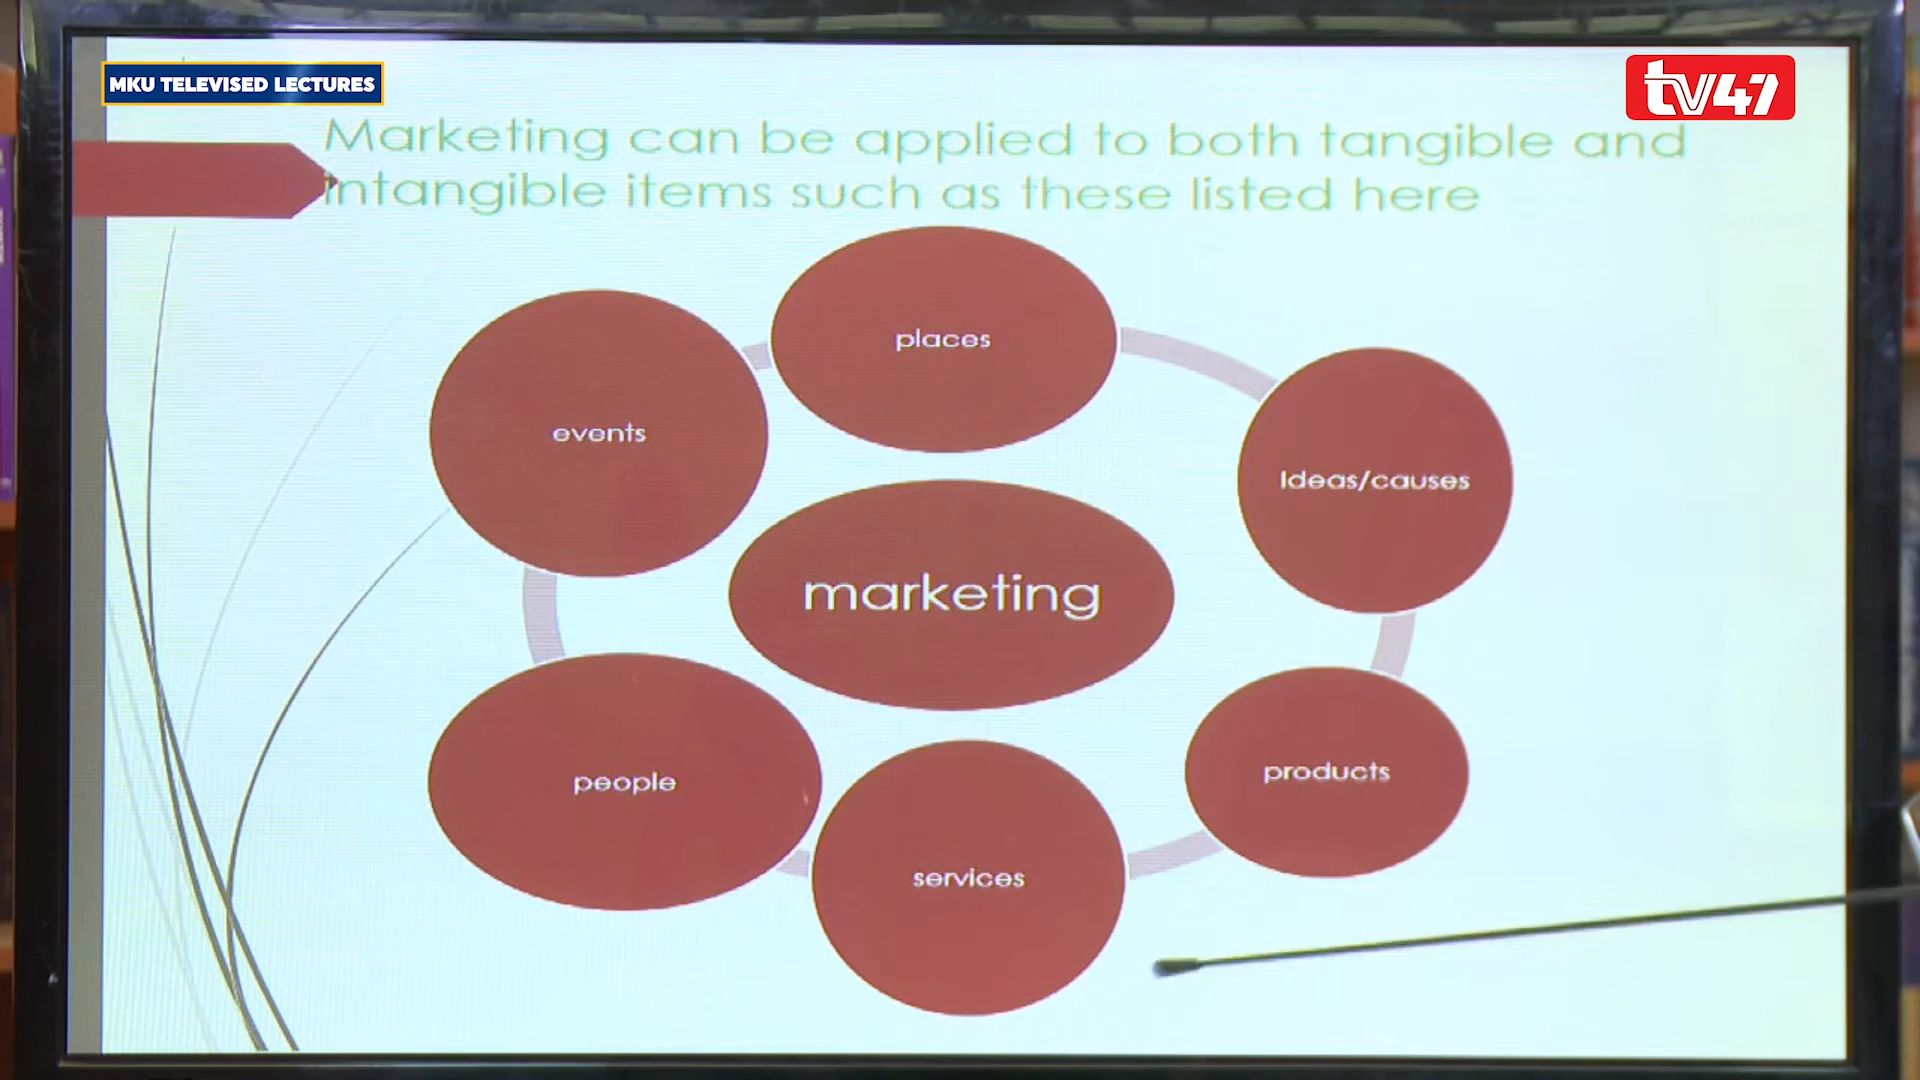 MKU TELEVISED LECTURES
tv47
Marketing can be applied to both tangible and
intangible items such as these listed here
places
events
Ideas/causes
marketing
people
products
services